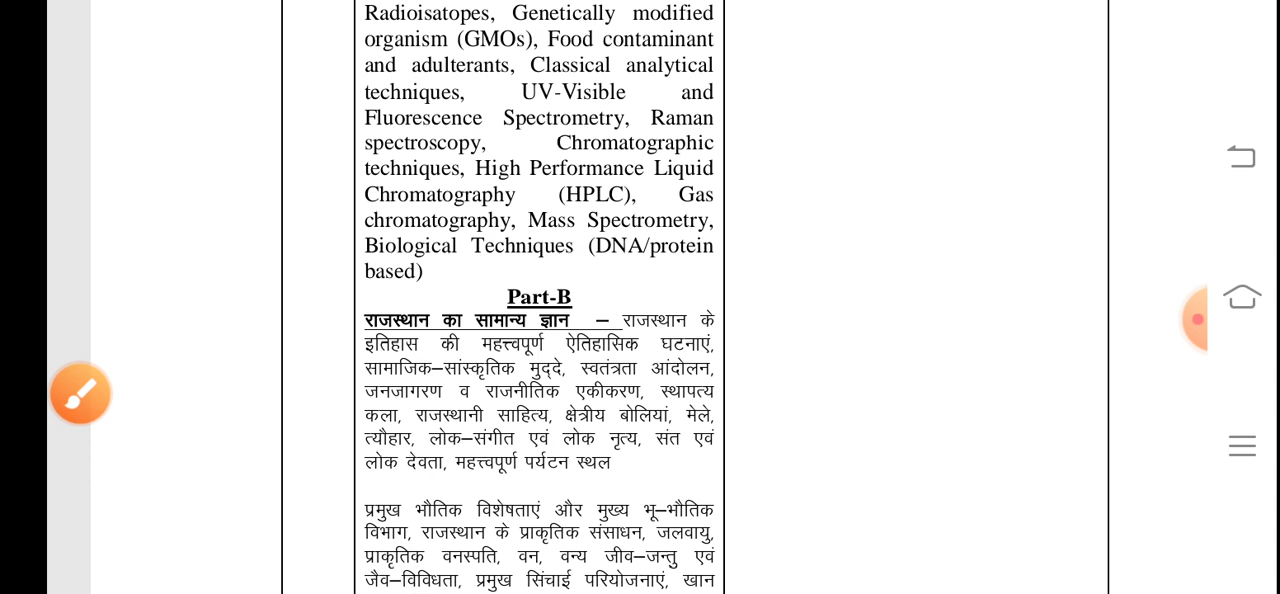 Radioisatopes, Genetically modified
organism (GMOs), Food contaminant
and adulterants, Classical analytical
techniques, UV-Visible and
Fluorescence Spectrometry, Raman
spectroscopy, Chromatographic
techniques, High Performance Liquid
Chromatography (HPLC), Gas
chromatography, Mass Spectrometry,
Biological Techniques (DNA/protein
based)
Part-B
राजस्थान का सामान्य ज्ञान – राजस्थान के
इतिहास की महत्त्वपूर्ण ऐतिहासिक घटनाएं,
सामाजिक–सांस्कृतिक मुद्दे, स्वतंत्रता आंदोलन,
जनजागरण व राजनीतिक एकीकरण, स्थापत्य
कला, राजस्थानी साहित्य, क्षेत्रीय बोलियां, मेले,
त्यौहार, लोक–संगीत एवं लोक नृत्य, संत एवं
लोक देवता, महत्त्वपूर्ण पर्यटन स्थल
प्रमुख भौतिक विशेषताएं और मुख्य भू–भौतिक
विभाग, राजस्थान के प्राकृतिक संसाधन, जलवायु,
प्राकृतिक वनस्पति, वन, वन्य जीव–जन्तु एवं
जैव–विविधता, प्रमुख सिंचाई परियोजनाएं, खान